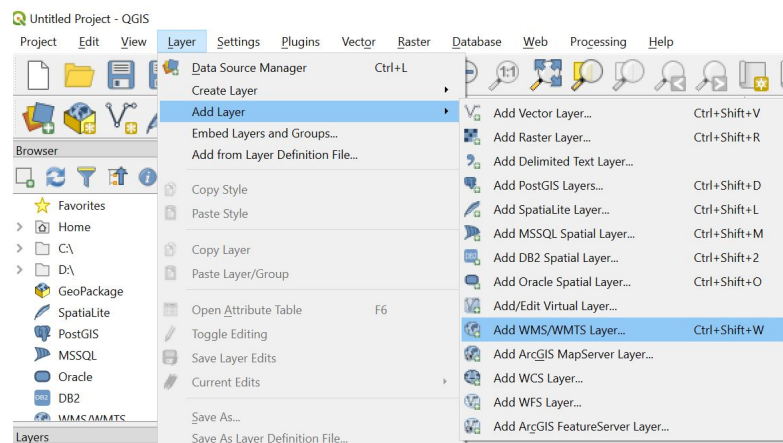 Untitled Project - QGIS
Project Edit View Layer Settings Plugins Vector Raster Database Web Processing Help
Data Source Manager Ctrl+L
Create Layer
Add Layer
Embed Layers and Groups...
Add from Layer Definition File...
Copy Style
Paste Style
Copy Layer
Paste Layer/Group
Open Attribute Table F6
Toggle Editing
Save Layer Edits
Current Edits
Save As...
Save As Layer Definition File...
Add Vector Layer... Ctrl+Shift+V
Add Raster Layer... Ctrl+Shift+R
Add Delimited Text Layer...
Add PostGIS Layers... Ctrl+Shift+D
Add SpatiaLite Layer... Ctrl+Shift+L
Add MSSQL Spatial Layer... Ctrl+Shift+M
Add DB2 Spatial Layer... Ctrl+Shift+2
Add Oracle Spatial Layer... Ctrl+Shift+O
Add/Edit Virtual Layer...
Add WMS/WMTS Layer... Ctrl+Shift+W
Add ArcGIS MapServer Layer...
Add WCS Layer...
Add WFS Layer...
Add ArcGIS FeatureServer Layer...
1:1
Browser
Favorites
Home
C:\
D:\
GeoPackage
SpatiaLite
PostGIS
MSSQL
Oracle
DB2
WMS/WMTS
Layers